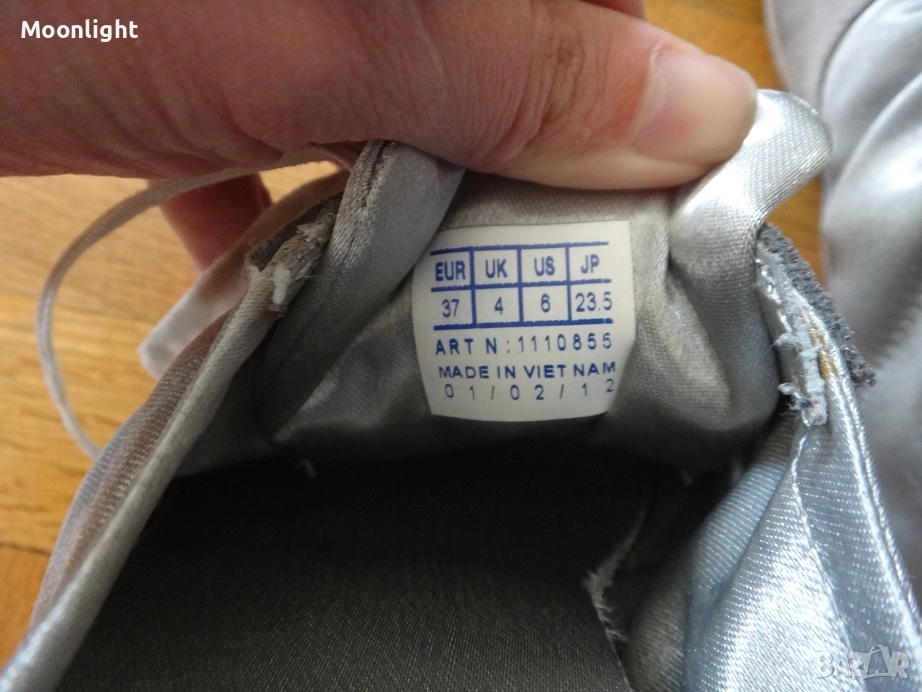 Moonlight
EUR UK US JP
37 4 6 23.5
ART N: 1110855
MADE IN VIET NAM
01/02/12
BAZAR